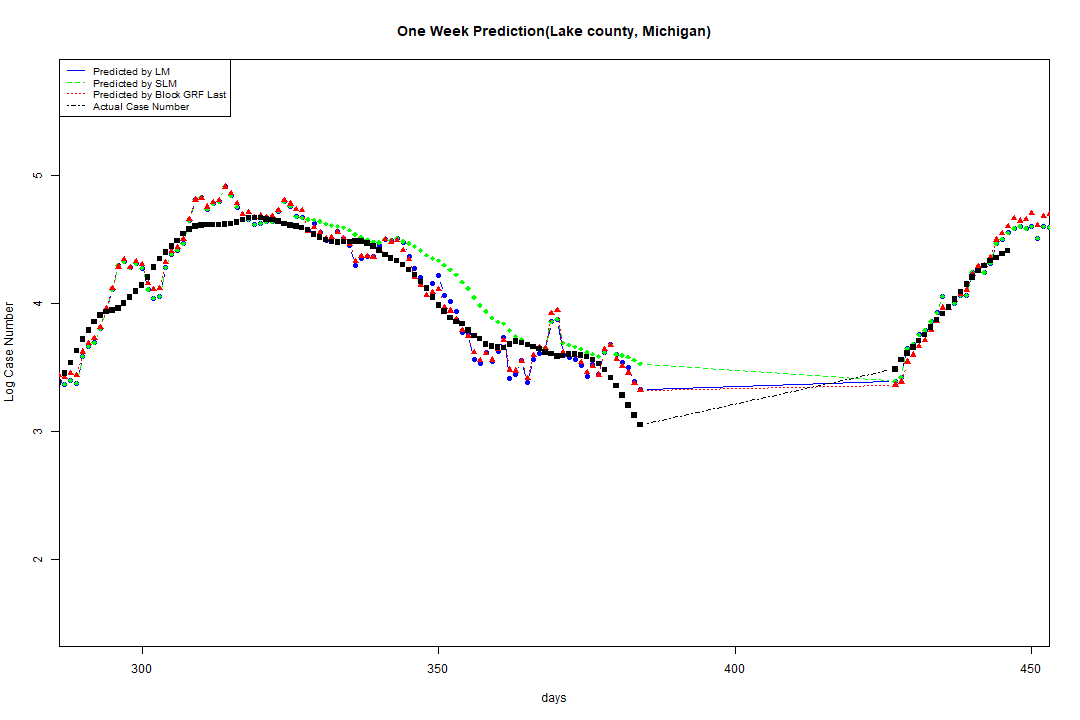 One Week Prediction(Lake county, Michigan)
Predicted by LM
Predicted by SLM
Predicted by Block GRF Last
Actual Case Number
5
4
3
2
Log Case Number
300
350
400
450
days